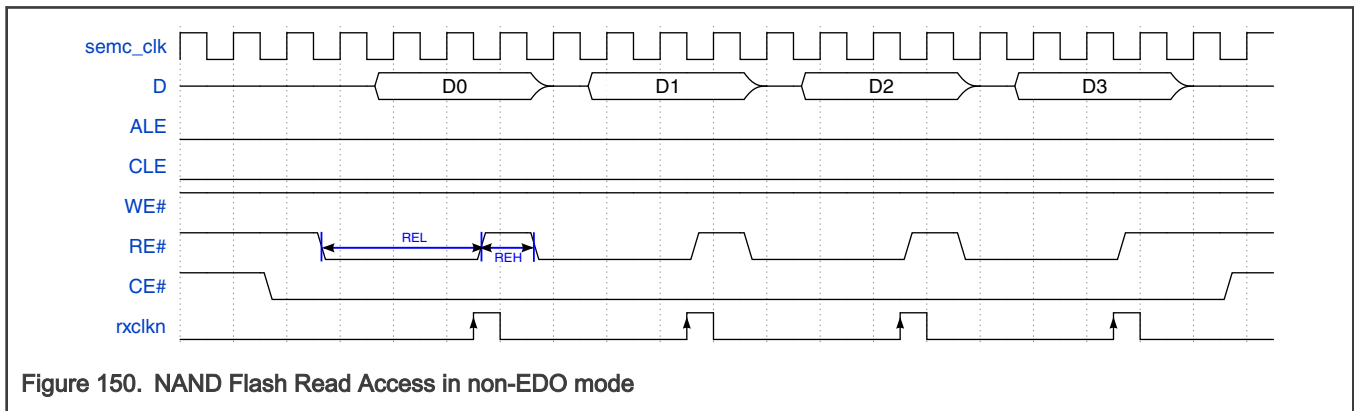 semc_clk
D D0 D1 D2 D3
ALE
CLE
WE#
RE# REL REH
CE#
rxclkn
Figure 150. NAND Flash Read Access in non-EDO mode